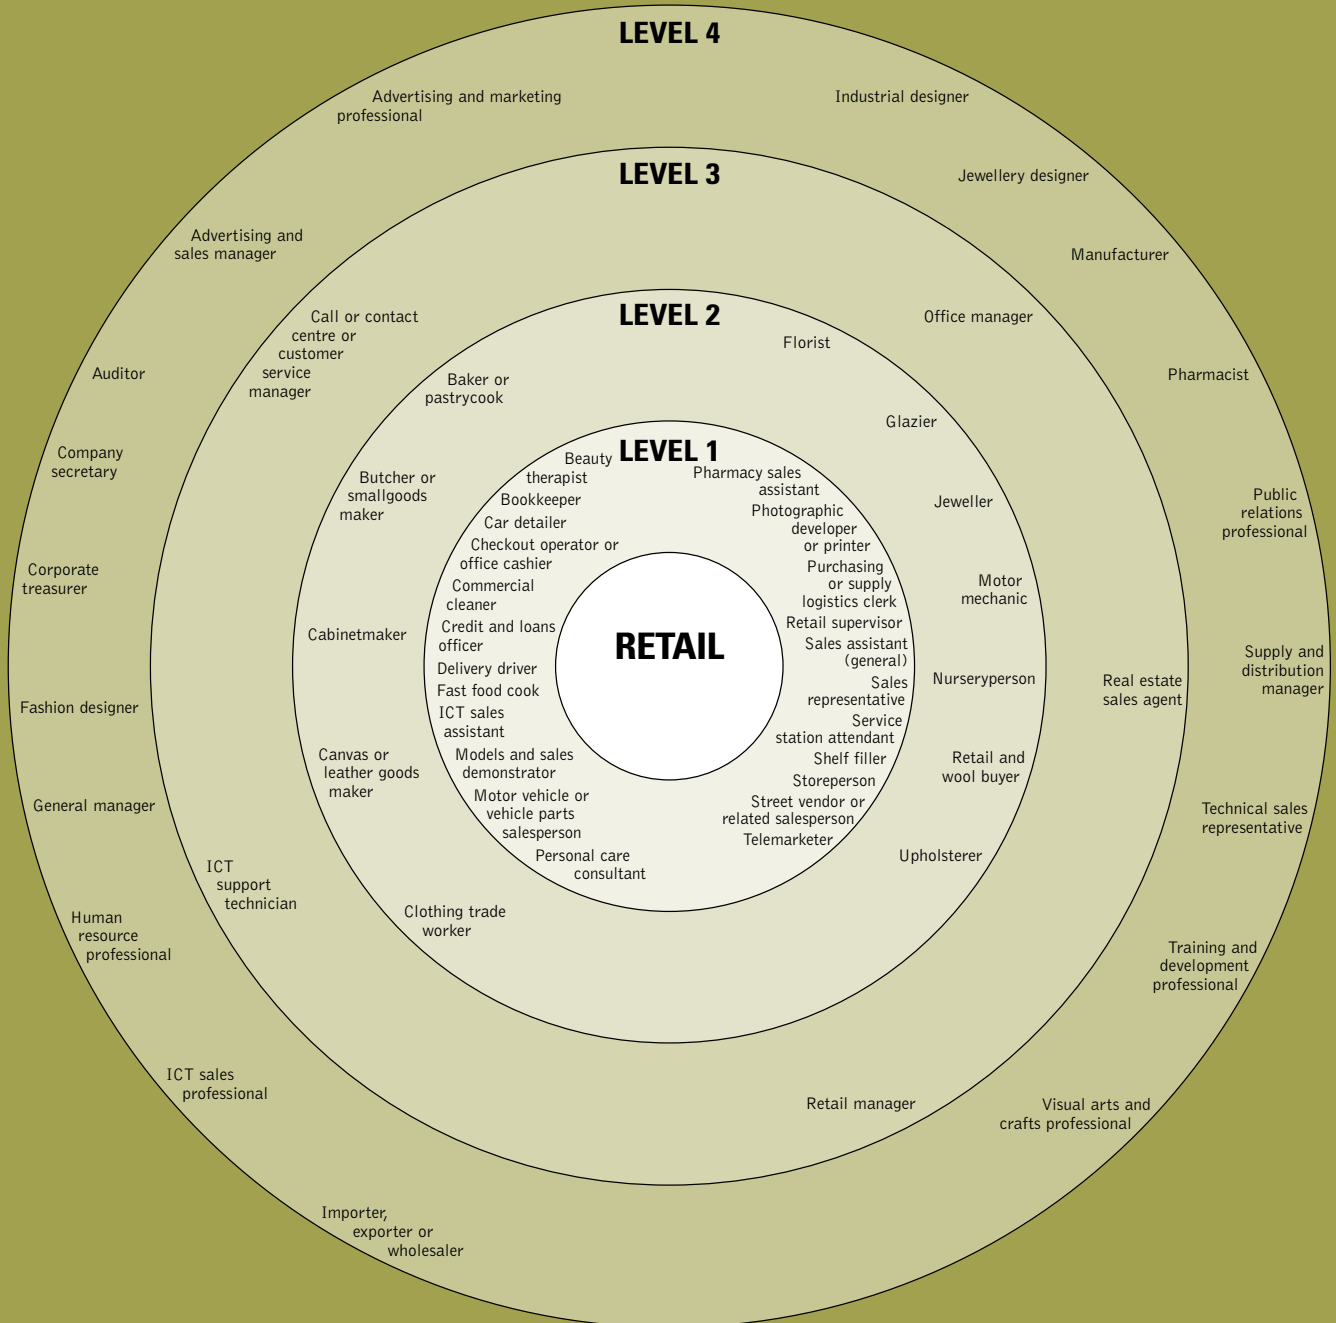 LEVEL 4
Advertising and marketing
professional
Advertising and
sales manager
Auditor
Company
secretary
Corporate
treasurer
Fashion designer
General manager
Human
resource
professional
ICT sales
professional
Importer,
exporter or
wholesaler
Industrial designer
Jewellery designer
Manufacturer
Pharmacist
Public
relations
professional
Supply and
distribution
manager
Technical sales
representative
Training and
development
professional
Visual arts and
crafts professional
LEVEL 3
Call or contact
centre or
customer
service
manager
ICT
support
technician
Office manager
Real estate
sales agent
Retail manager
LEVEL 2
Baker or
pastrycook
Butcher or
smallgoods
maker
Cabinetmaker
Canvas or
leather goods
maker
Clothing trade
worker
Florist
Glazier
Jeweller
Motor
mechanic
Nurseryperson
Retail and
wool buyer
Upholsterer
LEVEL 1
Beauty
therapist
Bookkeeper
Car detailer
Checkout operator or
office cashier
Commercial
cleaner
Credit and loans
officer
Delivery driver
Fast food cook
ICT sales
assistant
Models and sales
demonstrator
Motor vehicle or
vehicle parts
salesperson
Personal care
consultant
Pharmacy sales
assistant
Photographic
developer
or printer
Purchasing
or supply
logistics clerk
Retail supervisor
Sales assistant
(general)
Sales
representative
Service
station attendant
Shelf filler
Storeperson
Street vendor or
related salesperson
Telemarketer
RETAIL